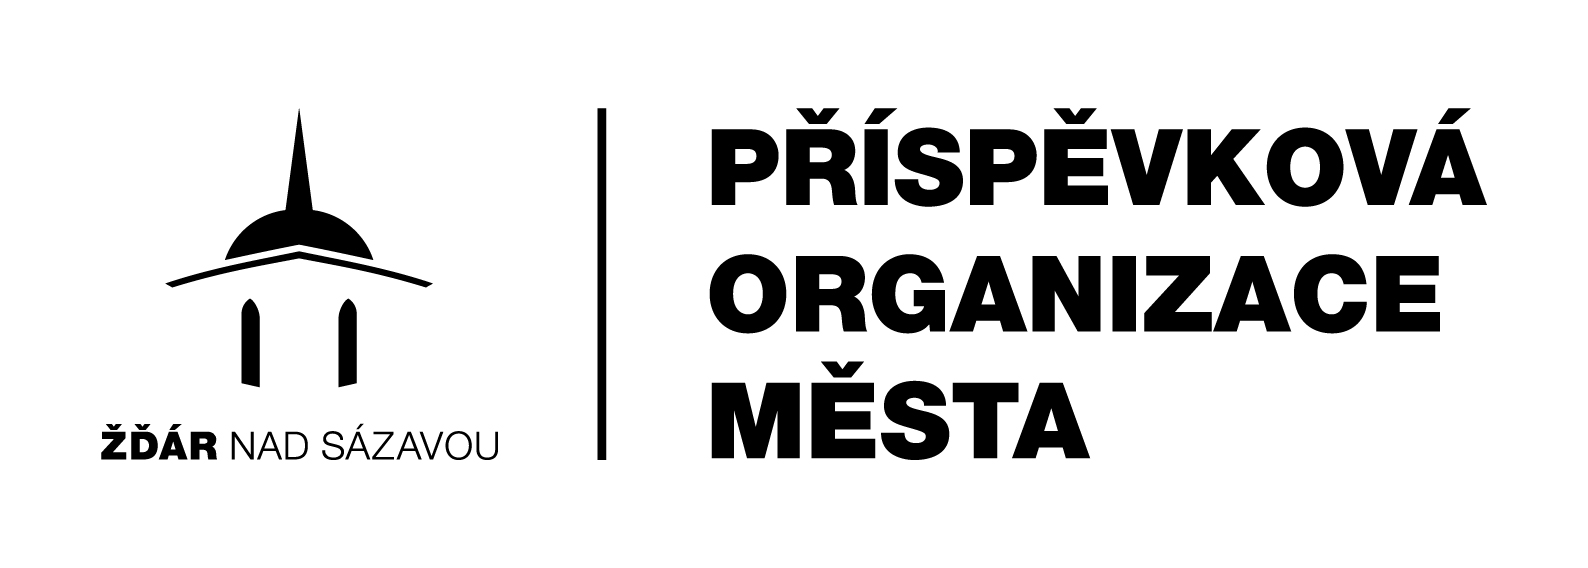 ŽĎÁR NAD SÁZAVOU
PŘÍSPĚVKOVÁ
ORGANIZACE
MĚSTA